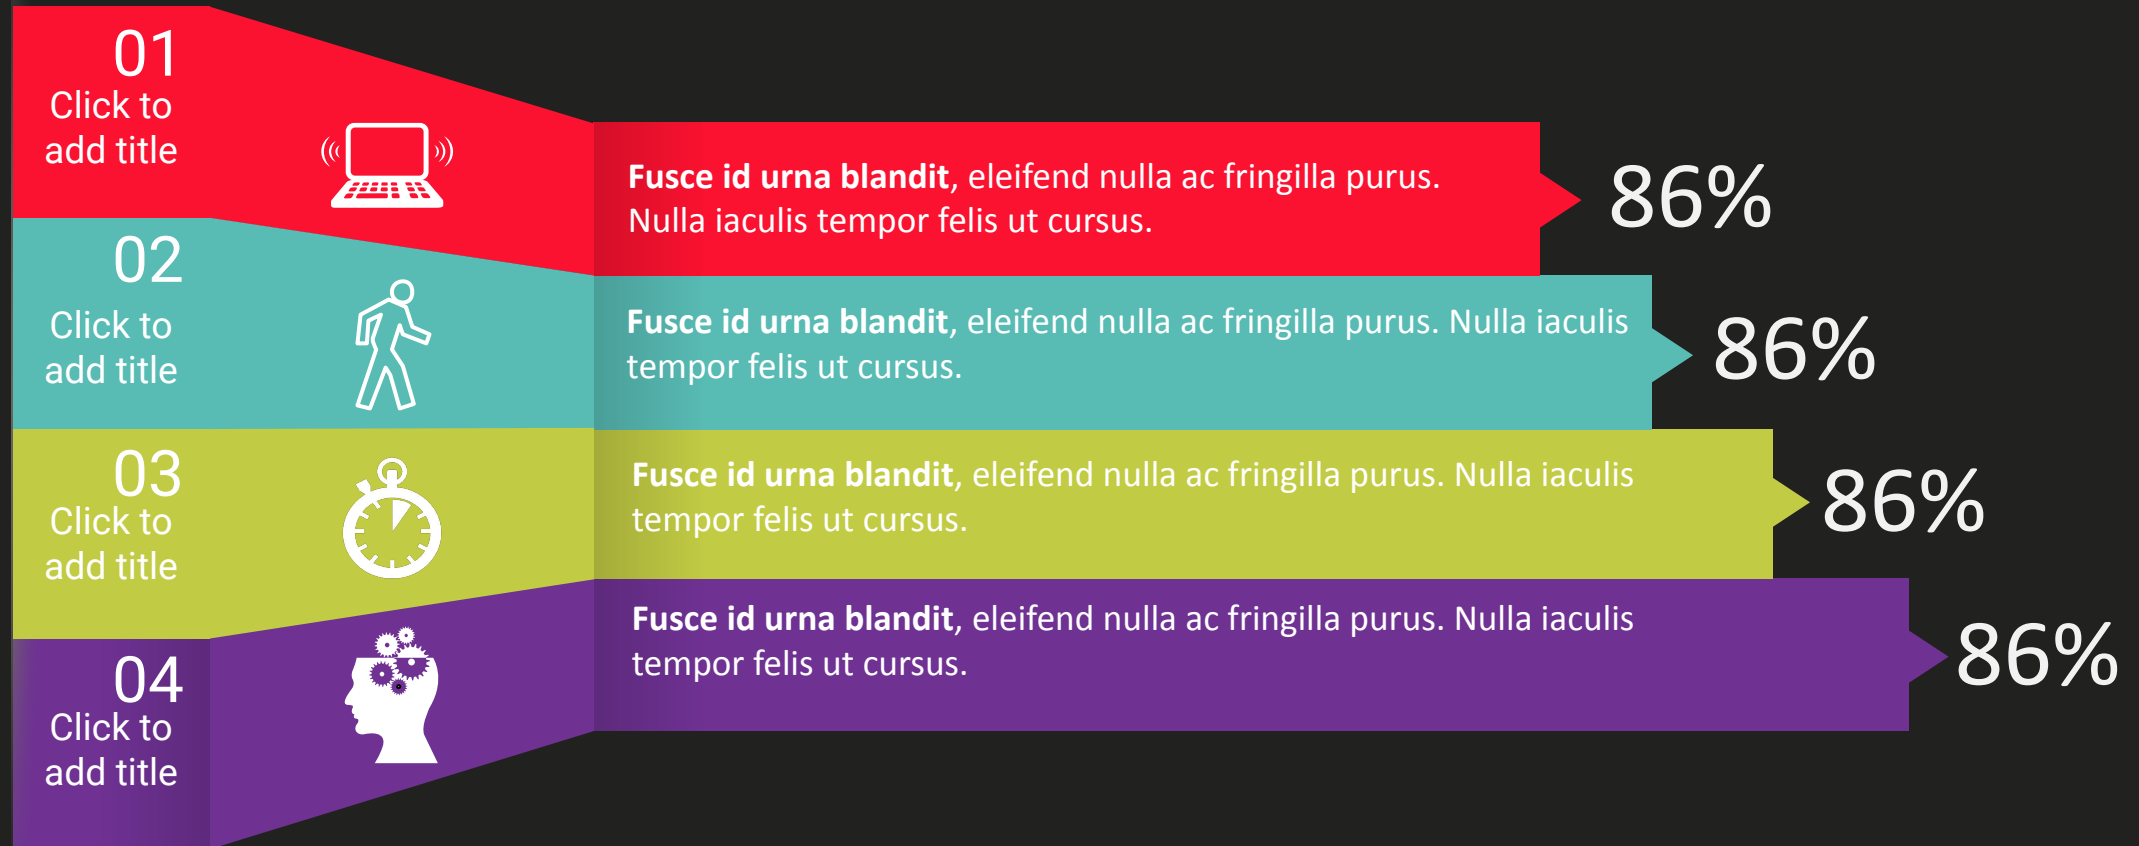 01
Click to
add title
Fusce id urna blandit, eleifend nulla ac fringilla purus.
Nulla iaculis tempor felis ut cursus.
86%
02
Click to
add title
Fusce id urna blandit, eleifend nulla ac fringilla purus. Nulla iaculis
tempor felis ut cursus.
86%
03
Click to
add title
Fusce id urna blandit, eleifend nulla ac fringilla purus. Nulla iaculis
tempor felis ut cursus.
86%
04
Click to
add title
Fusce id urna blandit, eleifend nulla ac fringilla purus. Nulla iaculis
tempor felis ut cursus.
86%